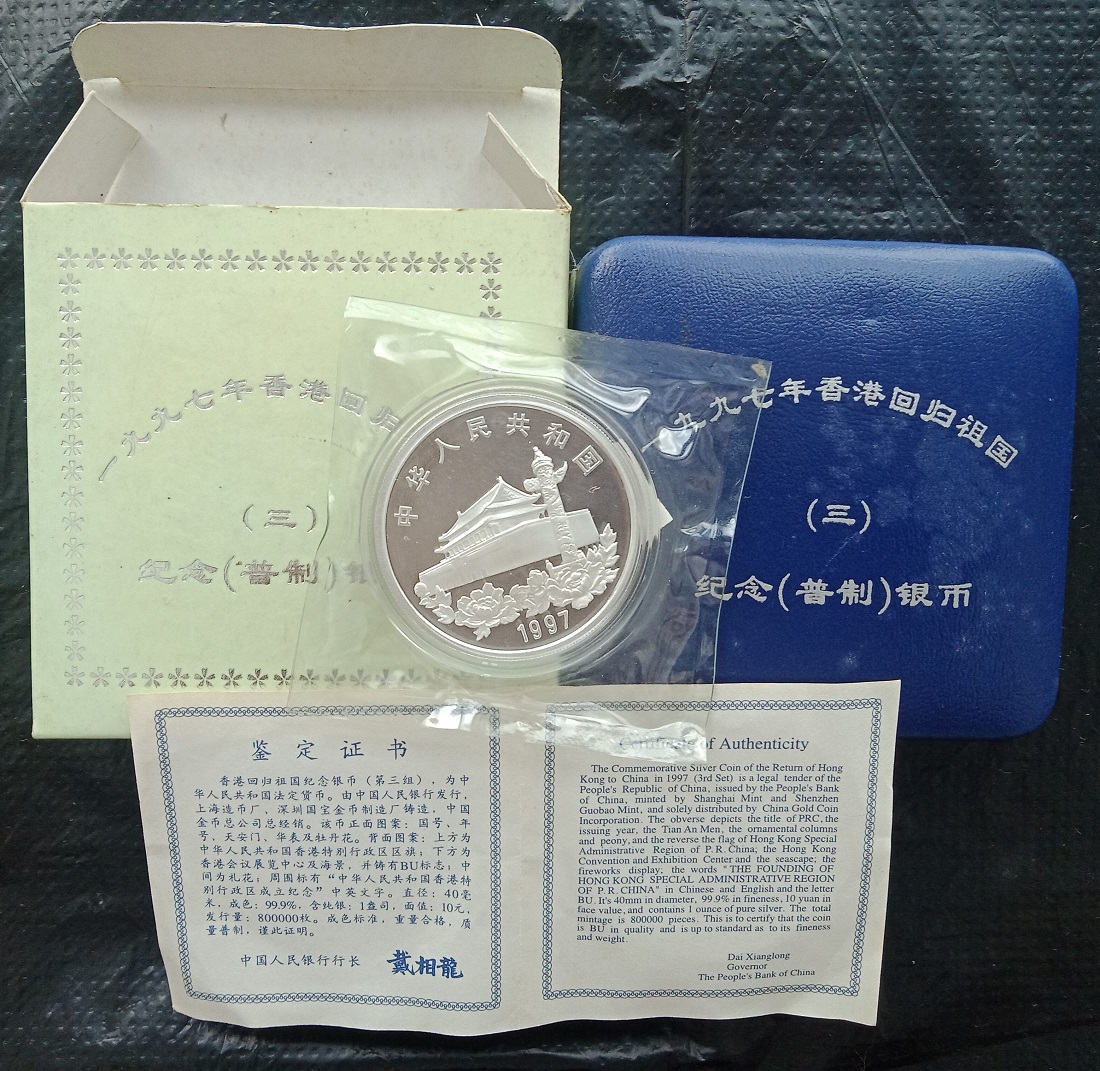 一九九七年香港回归
(三)
纪念(普制)银
一九九七年香港回归祖国
(三)
纪念(普制)银币
中华人民共和国
1997
鉴定证书
香港回归祖国纪念银币(第三组),为中
华人民共和国法定货币。由中国人民银行发行,
上海造币厂、深圳国宝金币制造厂铸造,中国
金币总公司总经销。该币正面图案:国号、年
号,天安门、华表及牡丹花。背面图案:上方为
中华人民共和国香港特别行政区区旗;下方为
香港会议展览中心及海景,并铸有BU标志;中
间为礼花;周围标有“中华人民共和国香港特
别行政区成立纪念”中英文字。直径:40毫
米,成色:99.9%,含纯银:1盎司,面值:10元,
发行量:800000枚。成色标准,重量合格,质
量普制,谨此证明。
中国人民银行行长 戴相龍
Certificate of Authenticity
The Commemorative Silver Coin of the Return of Hong
Kong to China in 1997 (3rd Set) is a legal tender of the
People's Republic of China, issued by the People's Bank
of China, minted by Shanghai Mint and Shenzhen
Guobao Mint, and solely distributed by China Gold Coin
Incorporation. The obverse depicts the title of PRC, the
issuing year, the Tian An Men, the ornamental columns
and peony, and the reverse the flag of Hong Kong Special
Administrative Region of P.R. China; the Hong Kong
Convention and Exhibition Center and the seascape; the
fireworks display; the words "THE FOUNDING OF
HONG KONG SPECIAL ADMINISTRATIVE REGION
OF P.R. CHINA" in Chinese and English and the letter
BU. It's 40mm in diameter, 99.9% in fineness, 10 yuan in
face value, and contains 1 ounce of pure silver. The total
mintage is 800000 pieces. This is to certify that the coin
is BU in quality and is up to standard as to its fineness
and weight.
Dai Xianglong
Governor
The People's Bank of China